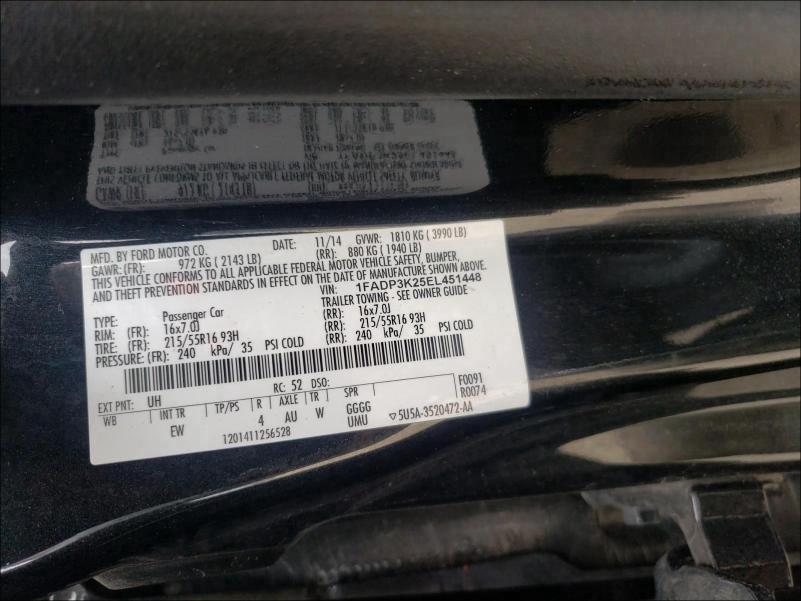 MFD. BY FORD MOTOR CO.
DATE: 11/14 GVWR: 1810 KG ( 3990 LB)
GAWR: (FR): 972 KG ( 2143 LB) (RR): 880 KG ( 1940 LB)
THIS VEHICLE CONFORMS TO ALL APPLICABLE FEDERAL MOTOR VEHICLE SAFETY, BUMPER,
AND THEFT PREVENTION STANDARDS IN EFFECT ON THE DATE OF MANUFACTURE SHOWN ABOVE.
VIN: 1FADP3K25EL451448
TYPE: Passenger Car TRAILER TOWING - SEE OWNER GUIDE
RIM: (FR): 16x7.0J (RR): 16x7.0J
TIRE: (FR): 215/55R16 93H (RR): 215/55R16 93H
PRESSURE: (FR): 240 kPa/ 35 PSI COLD (RR): 240 kPa/ 35 PSI COLD
EXT PNT: UH RC: 52 DSO: F0091
WB INT TR TP/PS R AXLE TR SPR R0074
EW 4 AU W GGGG
UMU ▽5U5A-3520472-AA
1201411256528